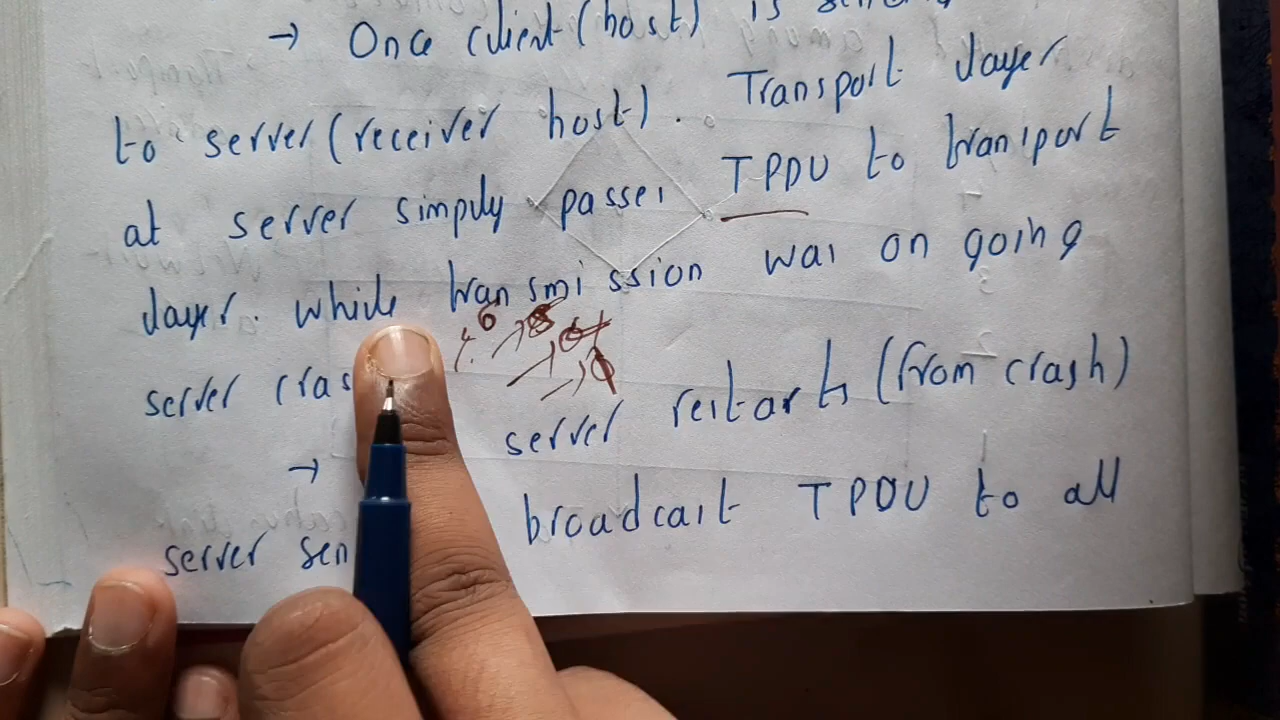 → Once client (host) is
to server (receiver host). Transport layer
at server simply passes TPDU to transport
layer. while transmission was on going
server cras server restarts (from crash)
→
server sen broadcast TPDU to all